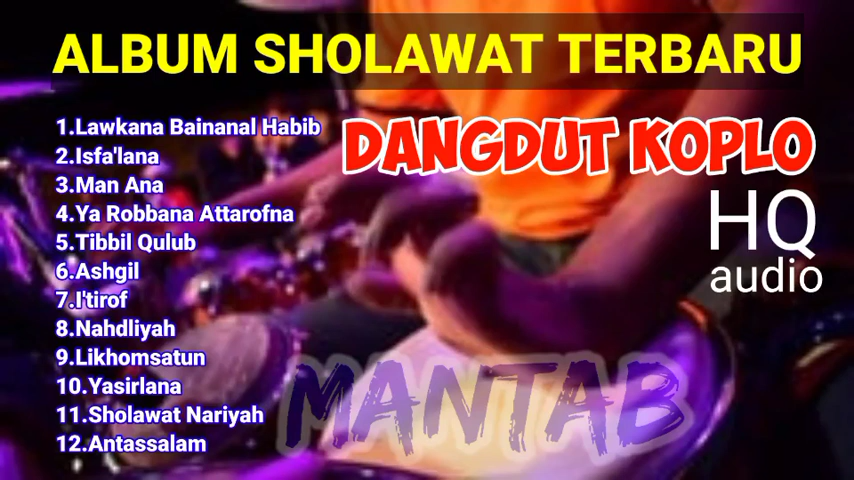 ALBUM SHOLAWAT TERBARU
1.Lawkana Bainanal Habib
2.Isfa'lana
3.Man Ana
4.Ya Robbana Attarofna
5.Tibbil Qulub
6.Ashgil
7.I'tirof
8.Nahdliyah
9.Likhomsatun
10.Yasirlana
11.Sholawat Nariyah
12.Antassalam
DANGDUT KOPLO
HQ
audio
MANTAB